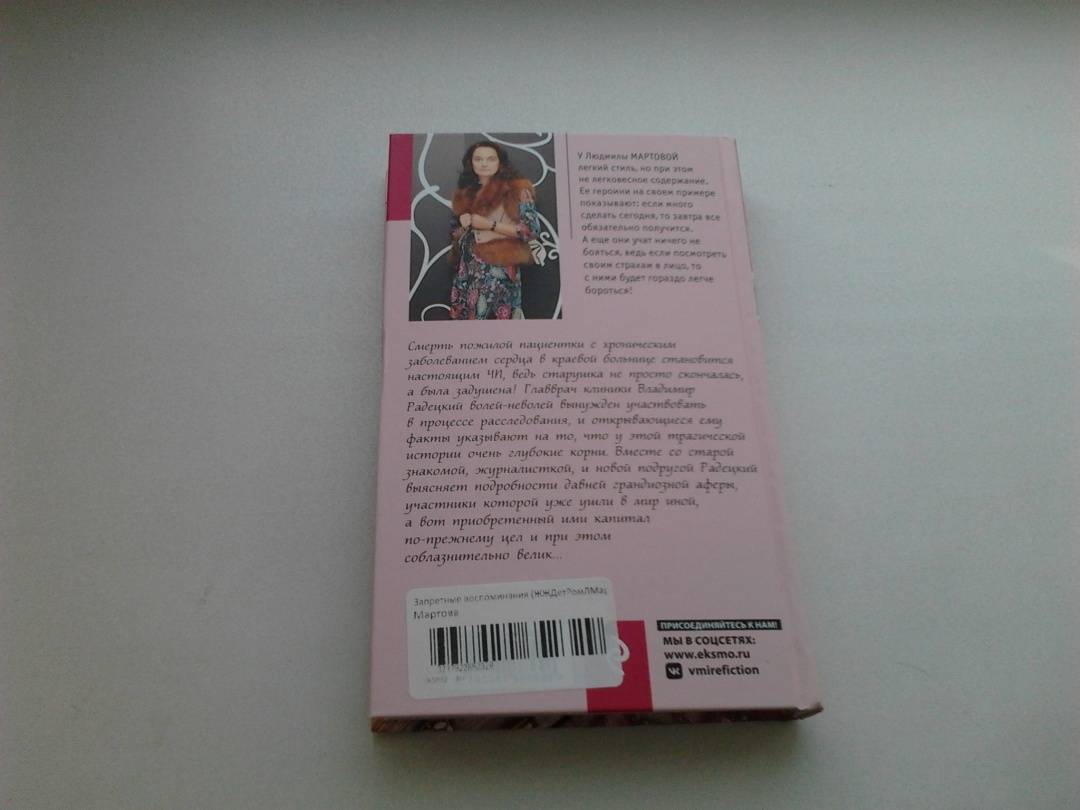 У Людмилы МАРТОВОЙ
легкий стиль, но при этом
не легковесное содержание.
Ее героини на своем примере
показывают: если много
сделать сегодня, то завтра все
обязательно получится.
А еще они учат ничего не
бояться, ведь если посмотреть
своим страхам в лицо, то
с ними будет гораздо легче
бороться!
Смерть пожилой пациентки с хроническим
заболеванием сердца в краевой больнице становится
настоящим ЧП, ведь старушка не просто скончалась,
а была задушена! Главврач клиники Владимир
Радецкий волей-неволей вынужден участвовать
в процессе расследования, и открывающиеся ему
факты указывают на то, что у этой трагической
истории очень глубокие корни. Вместе со старой
знакомой, журналисткой, и новой подругой Радецкий
выясняет подробности давней грандиозной аферы,
участники которой уже ушли в мир иной,
а вот приобретенный ими капитал
по-прежнему цел и при этом
соблазнительно велик...
Запретные воспоминания (ЖЖДетРомЛМар
Мартова
ПРИСОЕДИНЯЙТЕСЬ К НАМ!
МЫ В СОЦСЕТЯХ:
www.eksmo.ru
vmirefiction